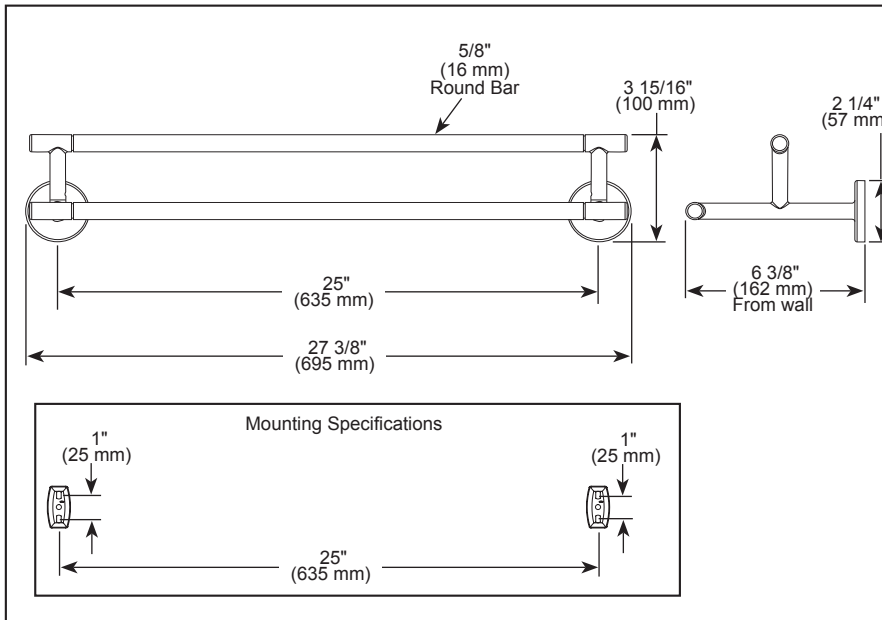 5/8"
(16 mm)
Round Bar
3 15/16"
(100 mm)
2 1/4"
(57 mm
25"
(635 mm)
6 3/8"
(162 mm)
From wall
27 3/8"
(695 mm)
Mounting Specifications
1"
(25 mm)
1"
(25 mm)
25"
(635 mm)